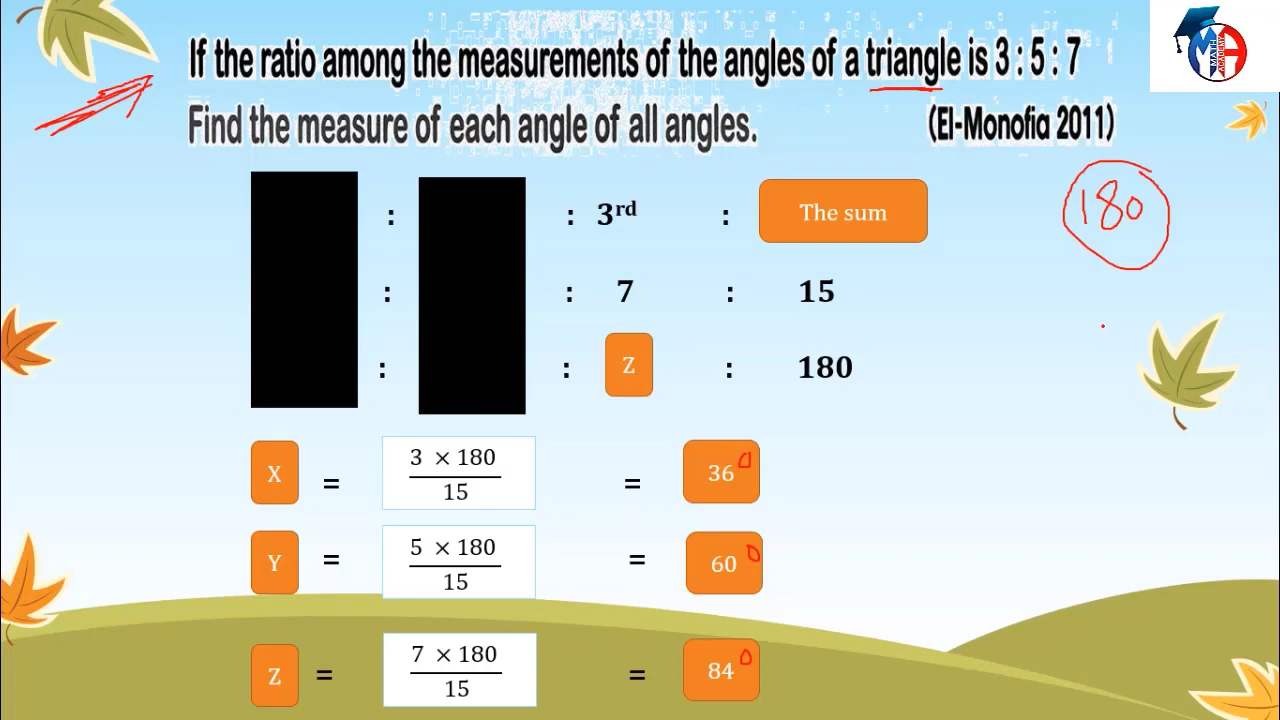 If the ratio among the measurements of the angles of a triangle is 3 : 5 : 7
Find the measure of each angle of all angles.
(El-Monofia 2011)
MATH ACADEMY
180
: : 3rd : The sum
: : 7 : 15
: : Z : 180
X = 3 × 180 / 15 = 36°
Y = 5 × 180 / 15 = 60°
Z = 7 × 180 / 15 = 84°